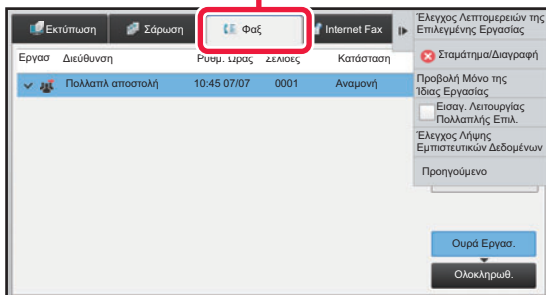 Εκτύπωση Σάρωση Φαξ Internet Fax
Έλεγχος Λεπτομερειών της
Επιλεγμένης Εργασίας
Εργασ Διεύθυνση Ρυθμ. Ώρας Σελίδες Κατάσταση
Σταμάτημα/Διαγραφή
Πολλαπλ αποστολή 10:45 07/07 0001 Αναμονή
Προβολή Μόνο της
Ίδιας Εργασίας
Εισαγ. Λειτουργίας
Πολλαπλής Επιλ.
Έλεγχος Λήψης
Εμπιστευτικών Δεδομένων
Προηγούμενο
Ουρά Εργασ.
Ολοκληρωθ.